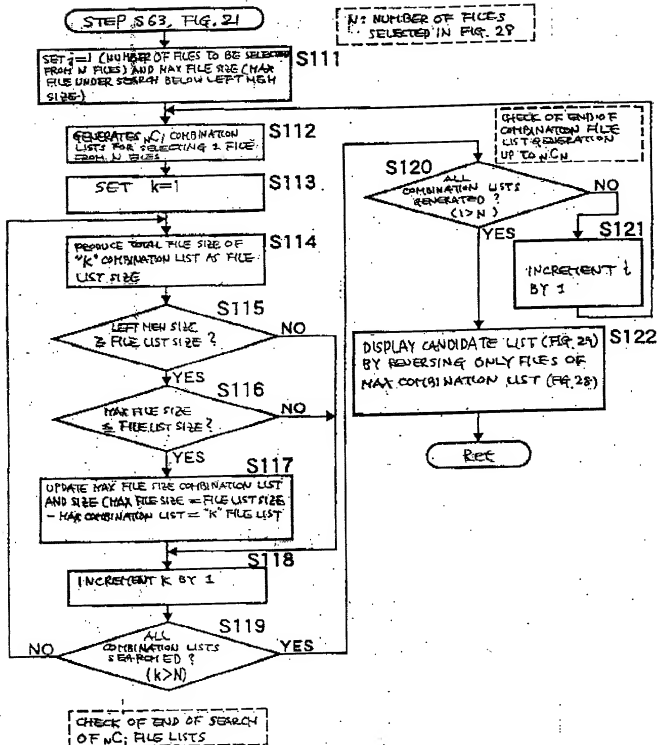 STEP S63, FIG. 21
N: NUMBER OF FILES
SELECTED IN FIG. 28
SET i=1 (NUMBER OF FILES TO BE SELECTED
FROM N FILES) AND MAX FILE SIZE (MAX
FILE UNDER SEARCH BELOW LEFT MEM
SIZE)
S111
GENERATES NCi COMBINATION
LISTS FOR SELECTING i FILE
FROM N FILES
S112
SET k=1
S113
PRODUCE TOTAL FILE SIZE OF
"K" COMBINATION LIST AS FILE
LIST SIZE
S114
S115
LEFT MEM SIZE
≧ FILE LIST SIZE ?
NO
YES
S116
MAX FILE SIZE
≦ FILE LIST SIZE ?
NO
YES
S117
UPDATE MAX FILE SIZE COMBINATION LIST
AND SIZE (MAX FILE SIZE = FILE LIST SIZE
- MAX COMBINATION LIST = "K" FILE LIST
S118
INCREMENT K BY 1
S119
ALL
COMBINATION LISTS
SEARCHED ?
(k>N)
NO
YES
CHECK OF END OF SEARCH
OF NCi FILE LISTS
CHECK OF END OF
COMBINATION FILE
LIST GENERATION
UP TO NCN
S120
ALL
COMBINATION LISTS
GENERATED ?
(i>N)
NO
YES
S121
INCREMENT i
BY 1
S122
DISPLAY CANDIDATE LIST (FIG. 29)
BY REVERSING ONLY FILES OF
MAX COMBINATION LIST (FIG. 28)
Ret